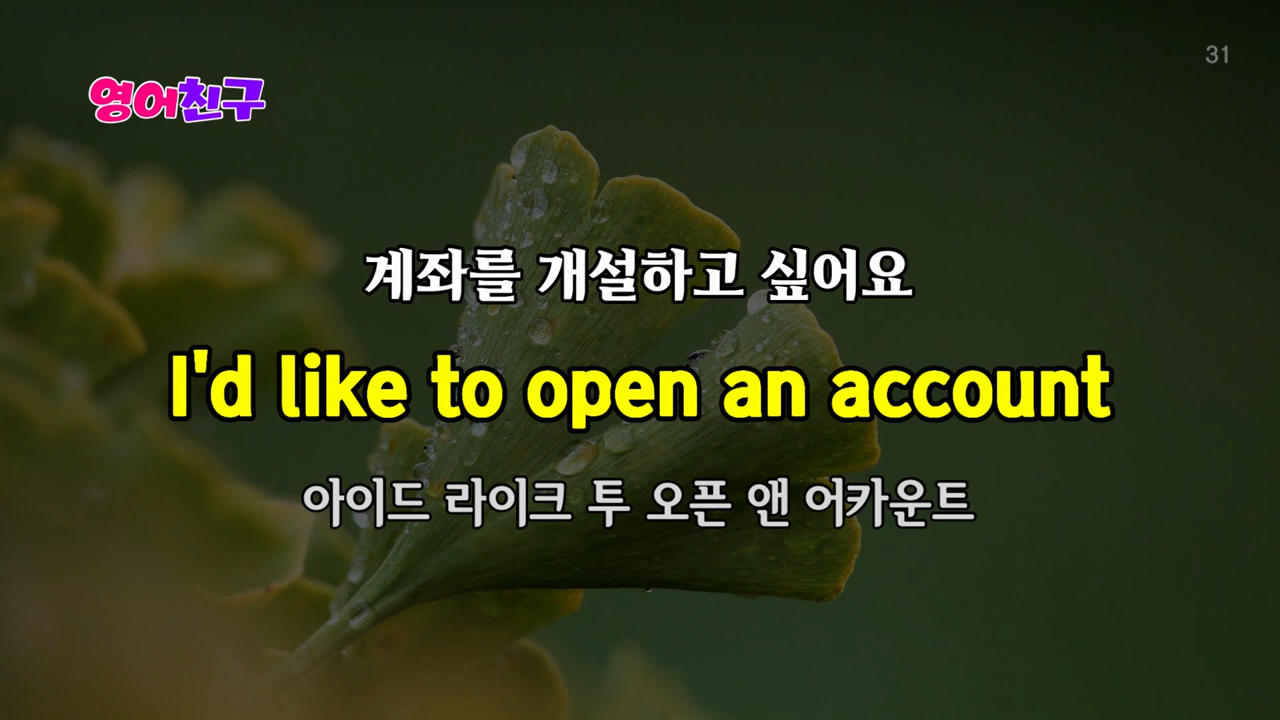 31
영어친구
계좌를 개설하고 싶어요
I'd like to open an account
아이드 라이크 투 오픈 앤 어카운트